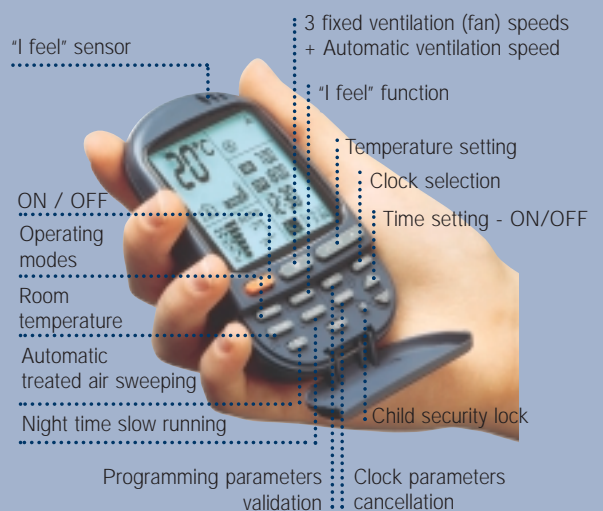 3 fixed ventilation (fan) speeds
+ Automatic ventilation speed
"I feel" sensor
"I feel" function
Temperature setting
Clock selection
Time setting - ON/OFF
ON / OFF
Operating
modes
Room
temperature
Automatic
treated air sweeping
Night time slow running
Child security lock
Programming parameters
validation
Clock parameters
cancellation
20°C